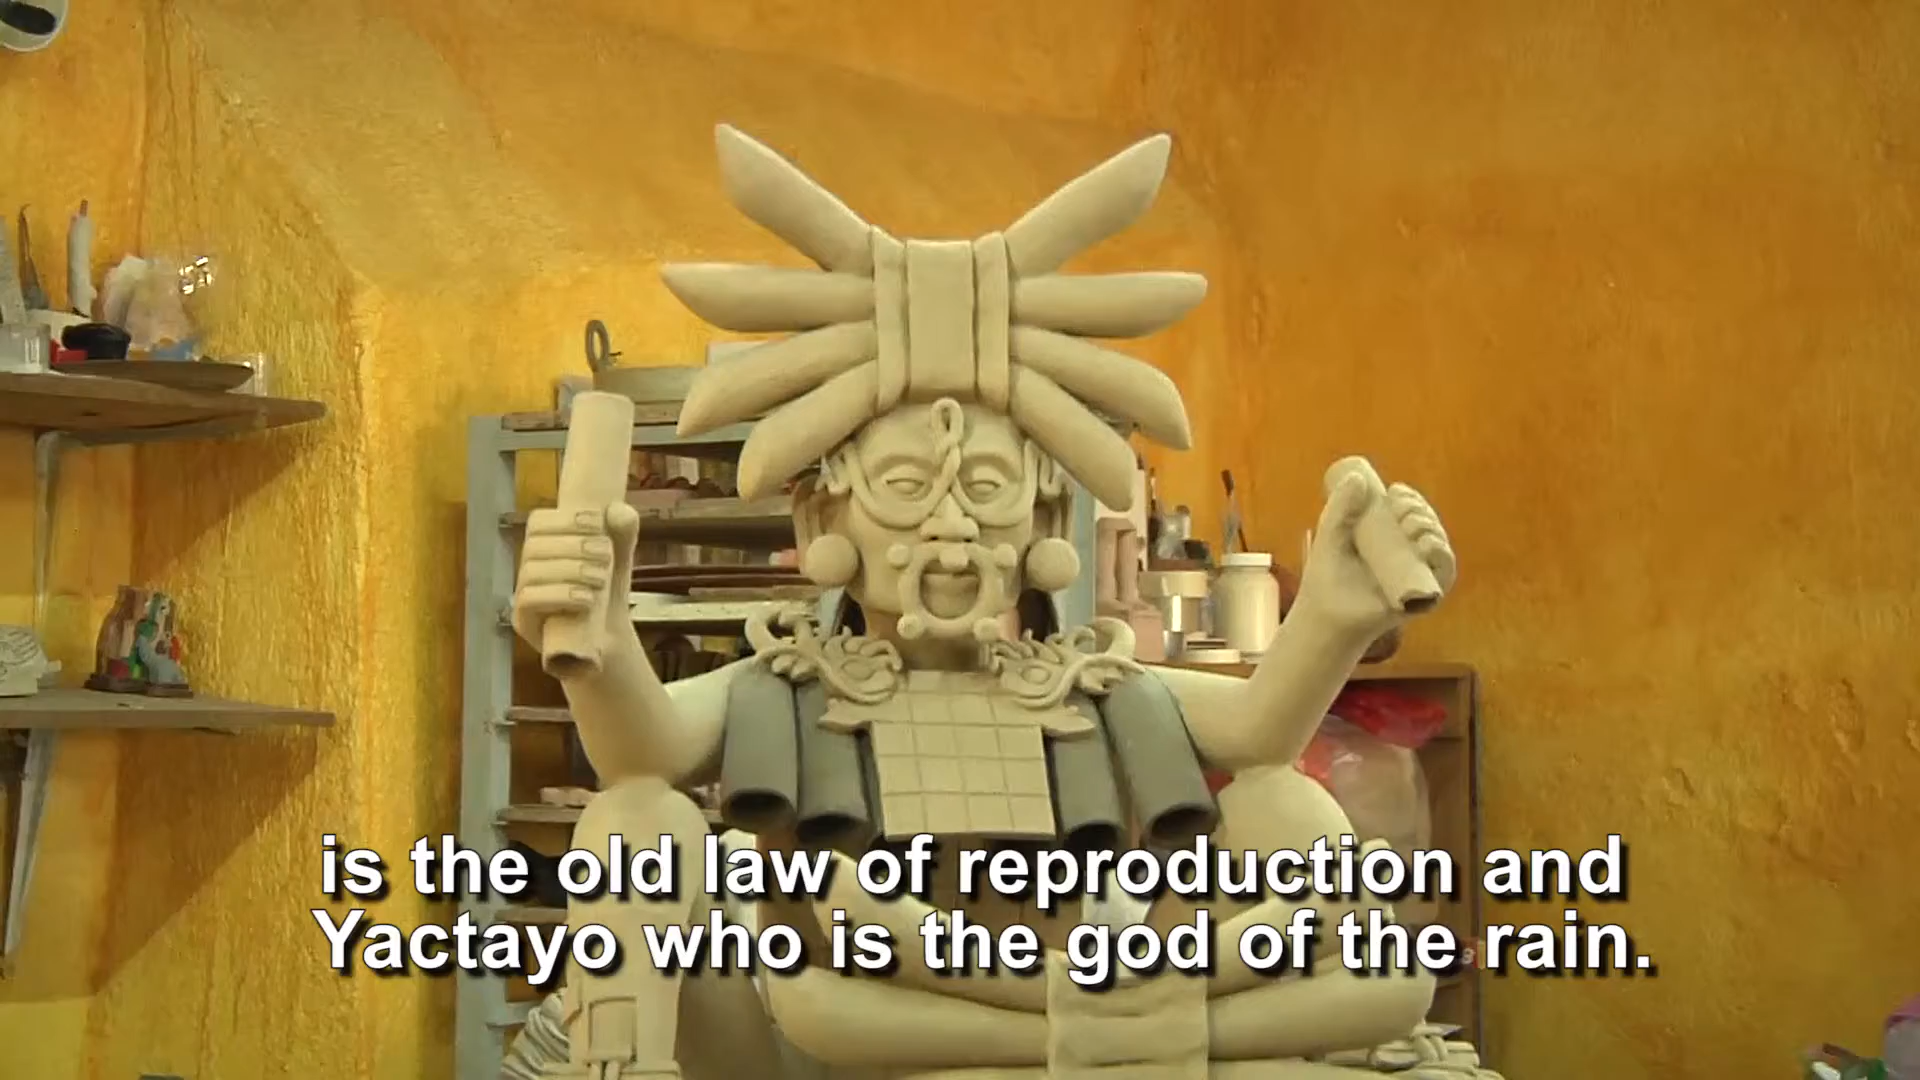 is the old law of reproduction and
Yactayo who is the god of the rain.